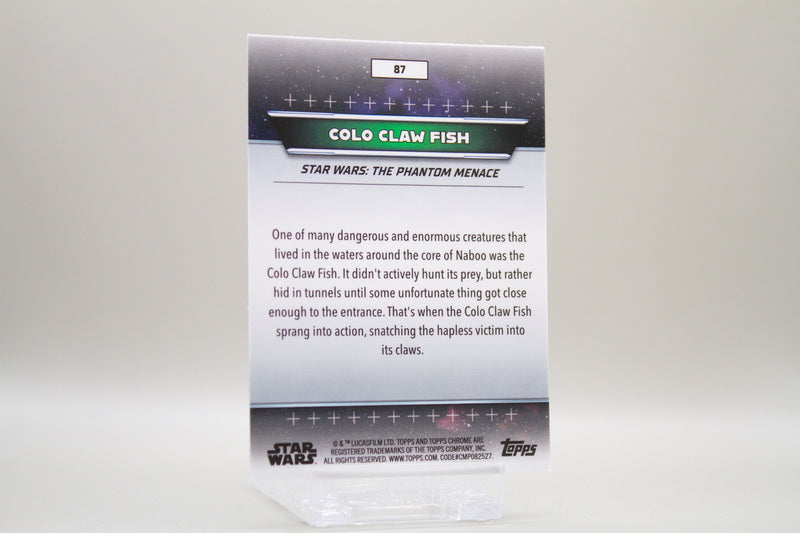 87
COLO CLAW FISH
STAR WARS: THE PHANTOM MENACE
One of many dangerous and enormous creatures that
lived in the waters around the core of Naboo was the
Colo Claw Fish. It didn't actively hunt its prey, but rather
hid in tunnels until some unfortunate thing got close
enough to the entrance. That's when the Colo Claw Fish
sprang into action, snatching the hapless victim into
its claws.
STAR
WARS
© & ™ LUCASFILM LTD. TOPPS AND TOPPS CHROME ARE
REGISTERED TRADEMARKS OF THE TOPPS COMPANY, INC.
ALL RIGHTS RESERVED. WWW.TOPPS.COM. CODE#CMP082527.
topps